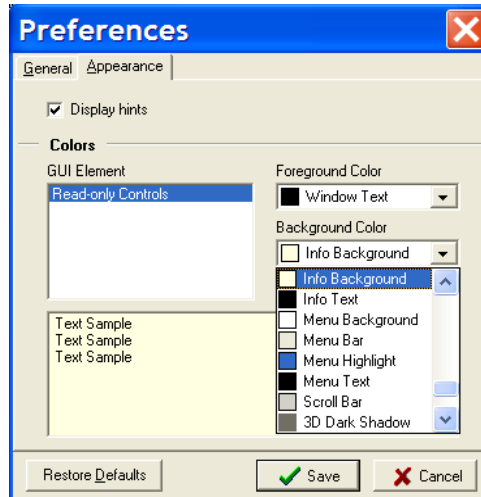 Preferences
General
Appearance
Display hints
Colors
GUI Element
Read-only Controls
Foreground Color
Window Text
Background Color
Info Background
Info Background
Info Text
Menu Background
Menu Bar
Menu Highlight
Menu Text
Scroll Bar
3D Dark Shadow
Text Sample
Text Sample
Text Sample
Restore Defaults
Save
Cancel